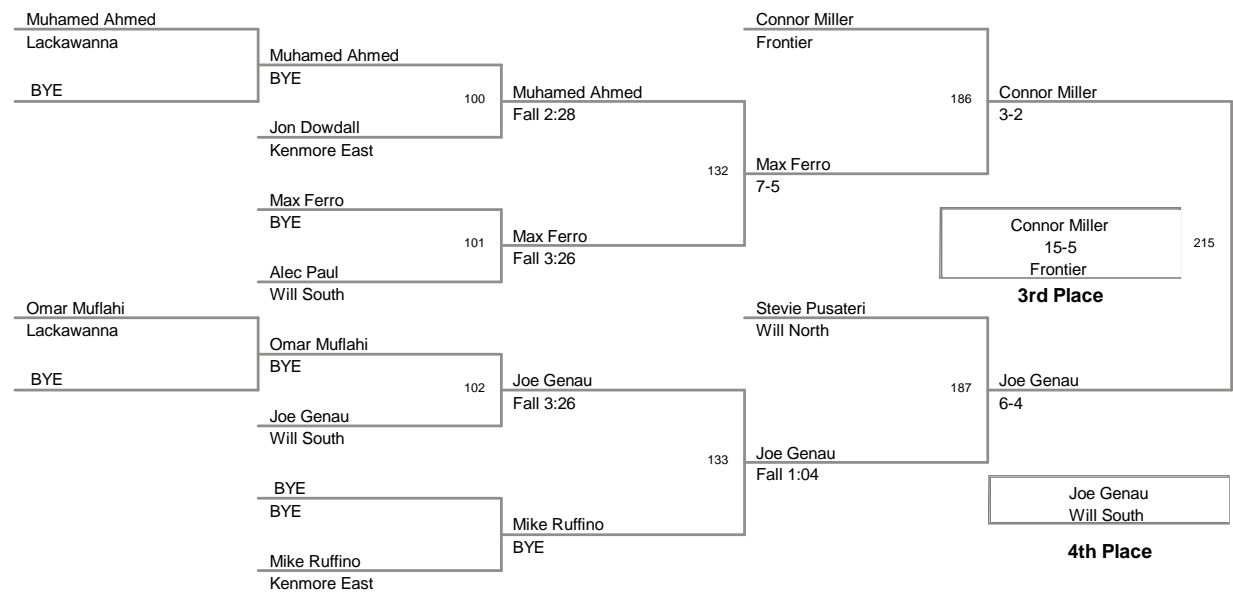 Muhamed Ahmed
Lackawanna
BYE
Muhamed Ahmed
BYE
100
Jon Dowdall
Kenmore East
Muhamed Ahmed
Fall 2:28
Max Ferro
BYE
101
Alec Paul
Will South
Max Ferro
Fall 3:26
132
Max Ferro
7-5
Connor Miller
Frontier
186
Connor Miller
3-2
Connor Miller
15-5
Frontier
3rd Place
215
Omar Muflahi
Lackawanna
BYE
Omar Muflahi
BYE
102
Joe Genau
Will South
Joe Genau
Fall 3:26
BYE
BYE
Mike Ruffino
Kenmore East
Mike Ruffino
BYE
133
Joe Genau
Fall 1:04
Stevie Pusateri
Will North
187
Joe Genau
6-4
Joe Genau
Will South
4th Place